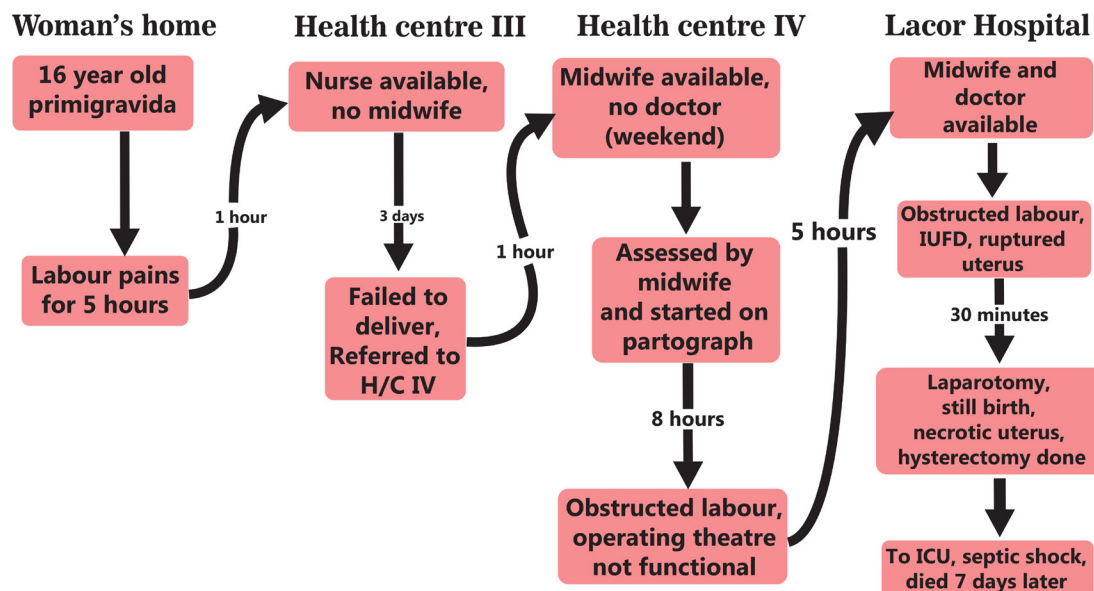 Woman's home
16 year old
primigravida
Labour pains
for 5 hours
1 hour
Health centre III
Nurse available,
no midwife
3 days
Failed to
deliver,
Referred to
H/C IV
1 hour
Health centre IV
Midwife available,
no doctor
(weekend)
Assessed by
midwife
and started on
partograph
8 hours
Obstructed labour,
operating theatre
not functional
5 hours
Lacor Hospital
Midwife and
doctor
available
Obstructed labour,
IUFD, ruptured
uterus
30 minutes
Laparotomy,
still birth,
necrotic uterus,
hysterectomy done
To ICU, septic shock,
died 7 days later